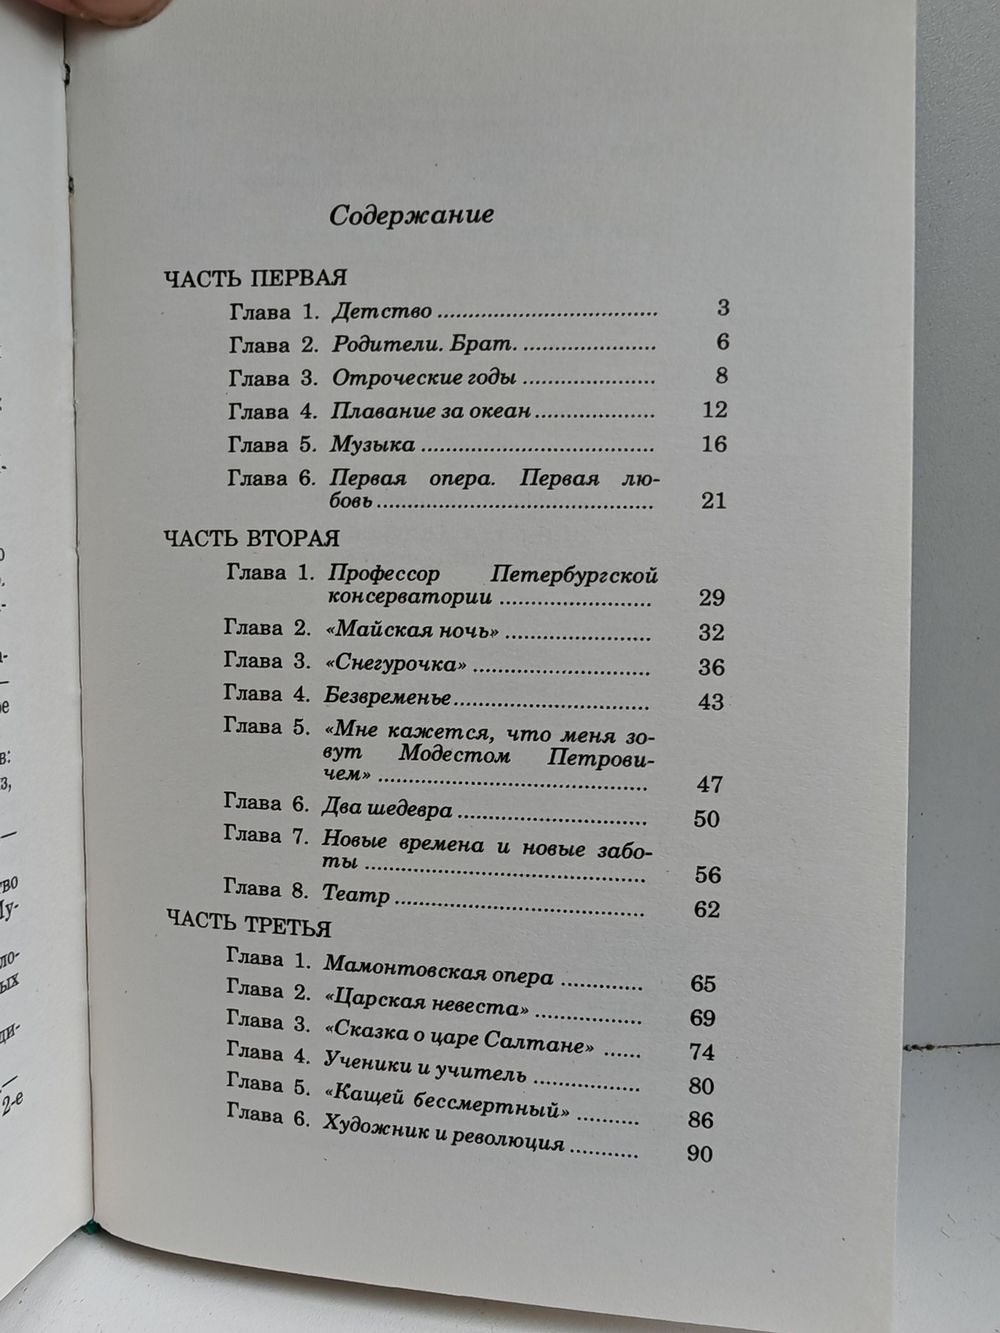 Содержание
ЧАСТЬ ПЕРВАЯ
Глава 1. Детство ..................................... 3
Глава 2. Родители. Брат. ...................... 6
Глава 3. Отроческие годы ...................... 8
Глава 4. Плавание за океан .................... 12
Глава 5. Музыка ....................................... 16
Глава 6. Первая опера. Первая лю-
бовь ............................................... 21
ЧАСТЬ ВТОРАЯ
Глава 1. Профессор Петербургской
консерватории .......................... 29
Глава 2. «Майская ночь» ......................... 32
Глава 3. «Снегурочка» .............................. 36
Глава 4. Безвременье ................................. 43
Глава 5. «Мне кажется, что меня зо-
вут Модестом Петрови-
чем» ............................................. 47
Глава 6. Два шедевра ................................ 50
Глава 7. Новые времена и новые забо-
ты ................................................ 56
Глава 8. Театр .......................................... 62
ЧАСТЬ ТРЕТЬЯ
Глава 1. Мамонтовская опера .............. 65
Глава 2. «Царская невеста» .................. 69
Глава 3. «Сказка о царе Салтане» ...... 74
Глава 4. Ученики и учитель .................. 80
Глава 5. «Кащей бессмертный» ........... 86
Глава 6. Художник и революция ........... 90
2-е